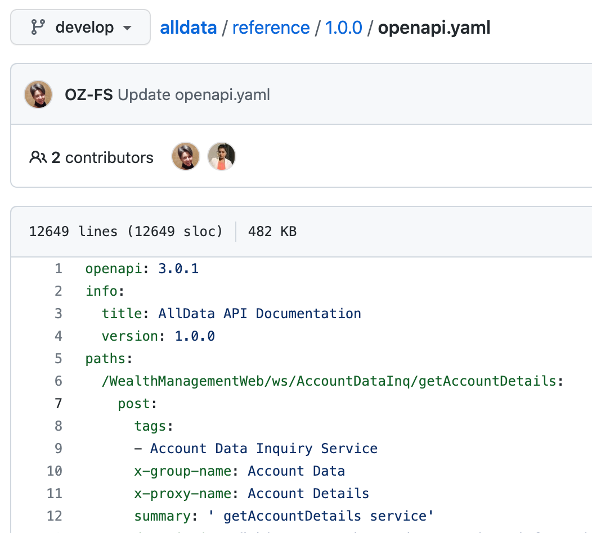 develop alldata / reference / 1.0.0 / openapi.yaml
OZ-FS Update openapi.yaml
2 contributors
12649 lines (12649 sloc) 482 KB
1 openapi: 3.0.1
2 info:
3 title: AllData API Documentation
4 version: 1.0.0
5 paths:
6 /WealthManagementWeb/ws/AccountDataInq/getAccountDetails:
7 post:
8 tags:
9 - Account Data Inquiry Service
10 x-group-name: Account Data
11 x-proxy-name: Account Details
12 summary: ' getAccountDetails service'